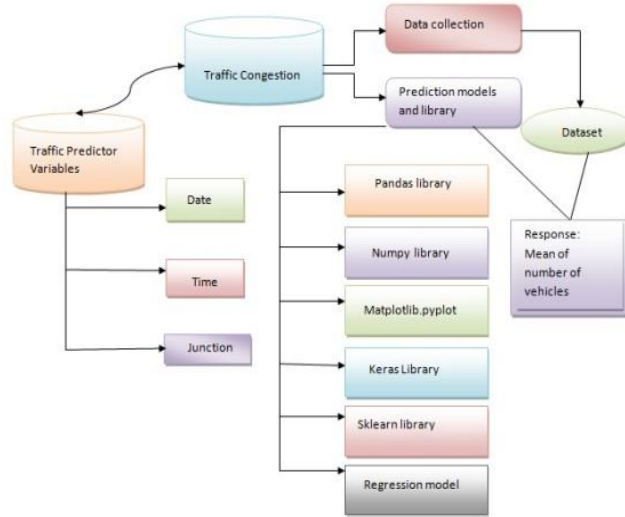 Data collection
Traffic Congestion
Prediction models
and library
Dataset
Traffic Predictor
Variables
Date
Time
Junction
Pandas library
Numpy library
Matplotlib.pyplot
Keras Library
Sklearn library
Regression model
Response:
Mean of
number of
vehicles